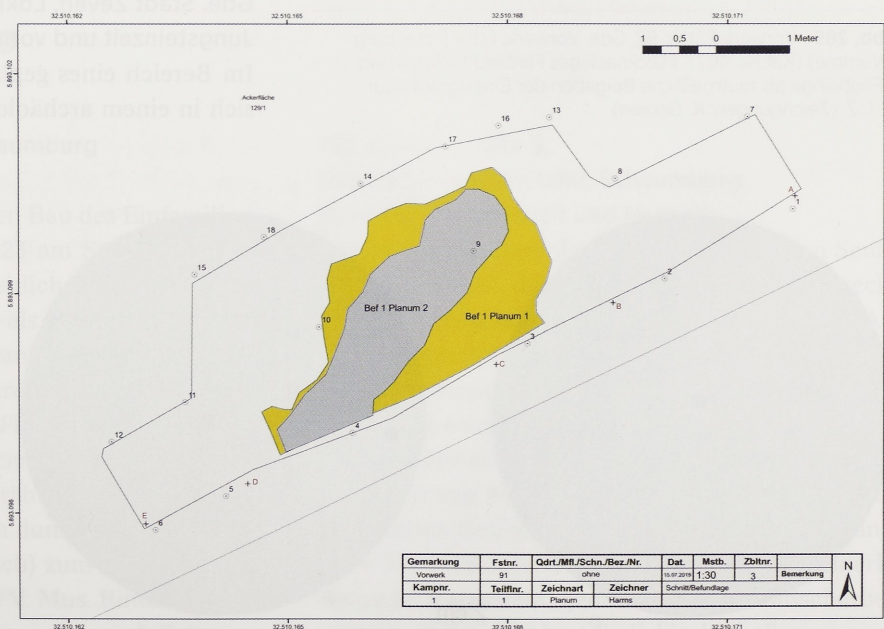 32.510.162 32.510.165 32.510.168 32.510.171
1 0,5 0 1 Meter
5.893.102
Ackerfläche
129/1
13
16
7
17
8
14
A
1
18
9
15
2
5.893.099
B
Bef 1 Planum 2
Bef 1 Planum 1
10
3
C
11
4
12
D
5
5.893.096
E
6
Gemarkung Fstnr. Qdrt./Mfl./Schn./Bez./Nr. Dat. Mstb. Zbltnr.
Vorwerk 91 ohne 10.07.2019 1:30 3 Bemerkung
Kampnr. Teilflnr. Zeichnart Zeichner Schnitt/Befundlage
1 1 Planum Harms
N
32.510.162 32.510.165 32.510.168 32.510.171